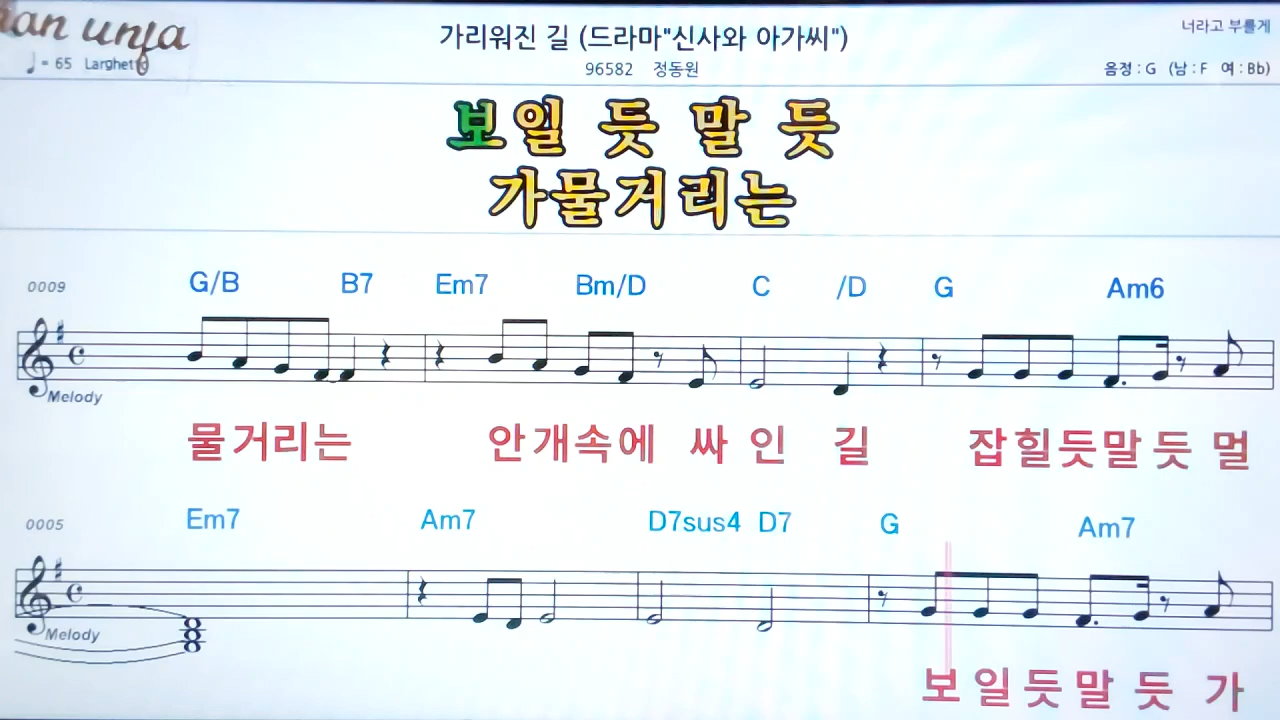 가리워진 길 (드라마"신사와 아가씨")
너라고 부를게
♩= 65 Larghetto
96582 정동원
음정 : G (남 : F 여 : Bb)
보일 듯 말 듯
가물거리는
0009 G/B B7 Em7 Bm/D C /D G Am6
Melody
물거리는 안개속에 싸 인 길 잡힐듯말 듯 멀
0005 Em7 Am7 D7sus4 D7 G Am7
Melody
보 일 듯 말 듯 가